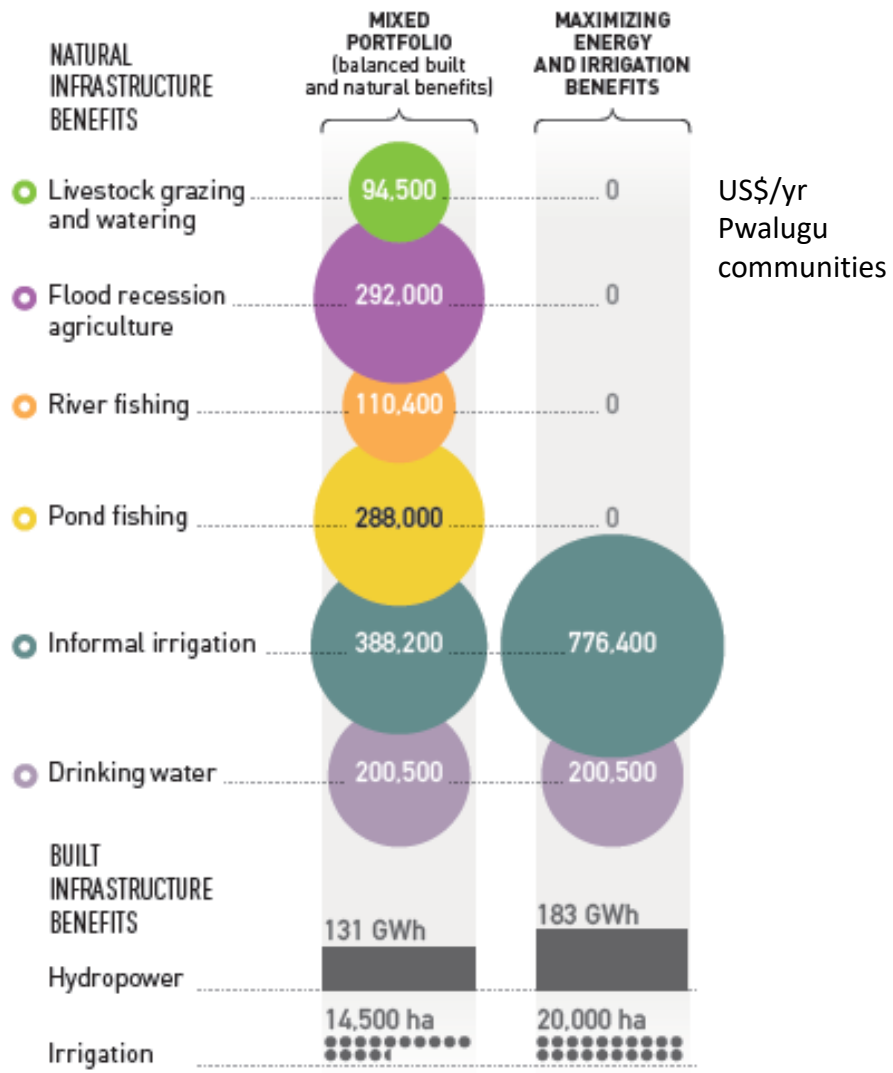 NATURAL
INFRASTRUCTURE
BENEFITS
MIXED
PORTFOLIO
(balanced built
and natural benefits)
MAXIMIZING
ENERGY
AND IRRIGATION
BENEFITS
Livestock grazing
and watering
94,500
0
US$/yr
Pwalugu
communities
Flood recession
agriculture
292,000
0
River fishing
110,400
0
Pond fishing
288,000
0
Informal irrigation
388,200
776,400
Drinking water
200,500
200,500
BUILT
INFRASTRUCTURE
BENEFITS
Hydropower
131 GWh
183 GWh
Irrigation
14,500 ha
20,000 ha